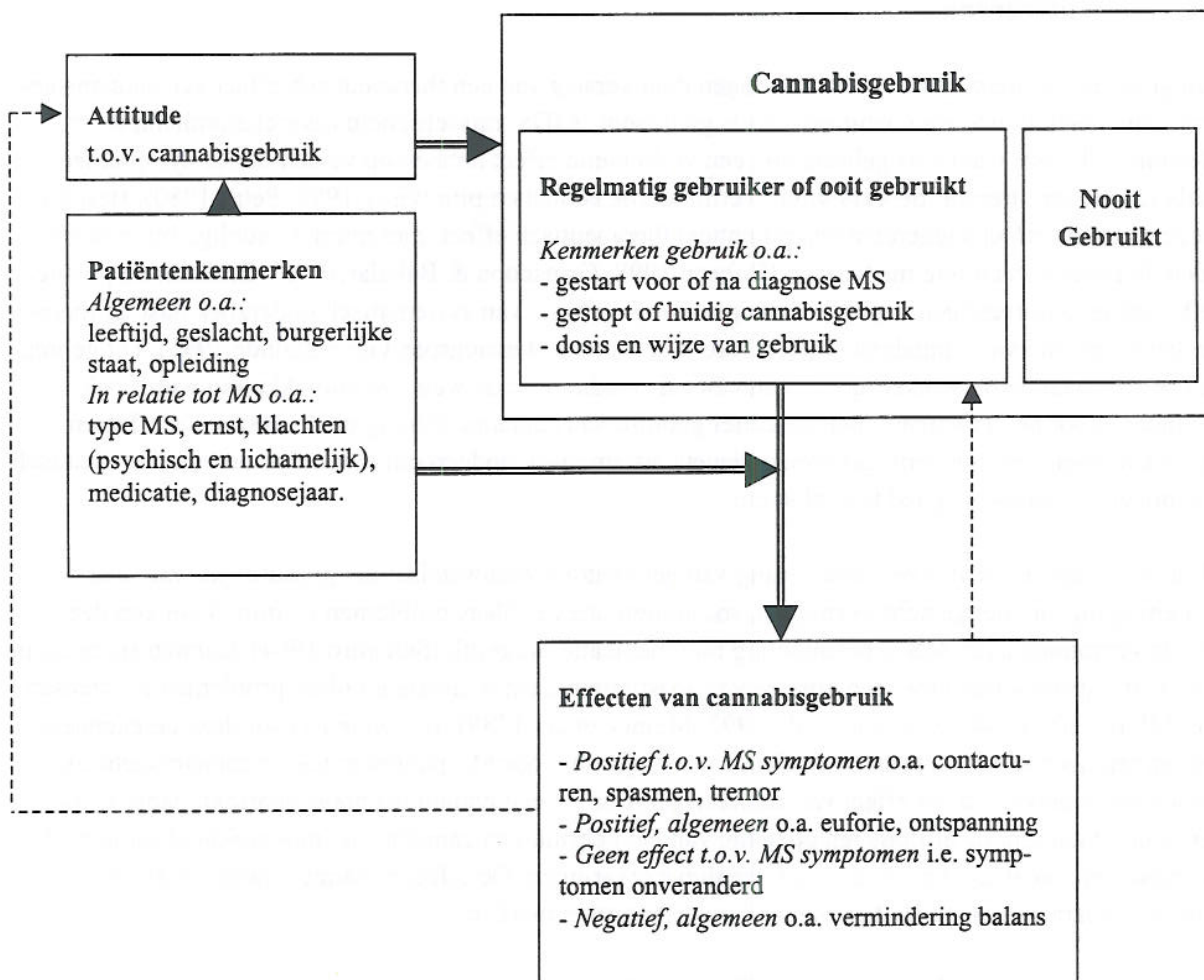 Attitude
t.o.v. cannabisgebruik
Patiëntenkenmerken
Algemeen o.a.:
leeftijd, geslacht, burgerlijke
staat, opleiding
In relatie tot MS o.a.:
type MS, ernst, klachten
(psychisch en lichamelijk),
medicatie, diagnosejaar.
Cannabisgebruik
Regelmatig gebruiker of ooit gebruikt
Kenmerken gebruik o.a.:
- gestart voor of na diagnose MS
- gestopt of huidig cannabisgebruik
- dosis en wijze van gebruik
Nooit
Gebruikt
Effecten van cannabisgebruik
- Positief t.o.v. MS symptomen o.a. contactu-
ren, spasmen, tremor
- Positief, algemeen o.a. euforie, ontspanning
- Geen effect t.o.v. MS symptomen i.e. symp-
tomen onveranderd
- Negatief, algemeen o.a. vermindering balans